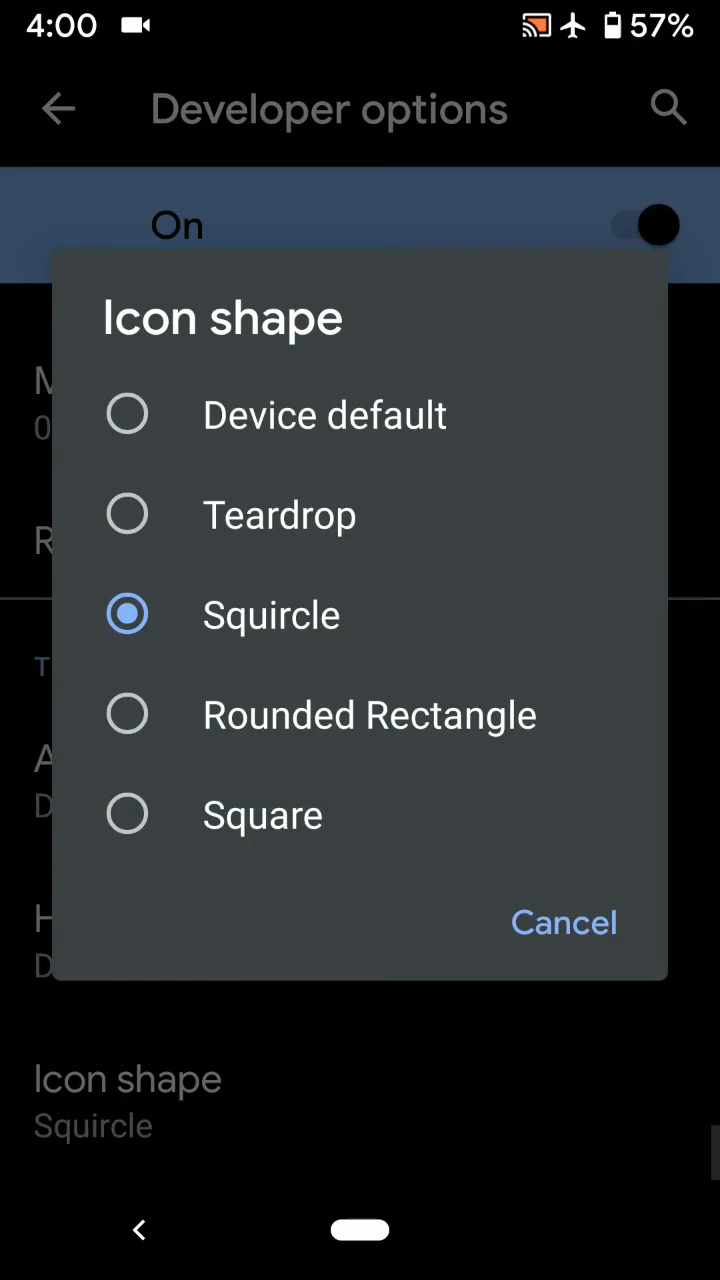 4:00 57%
Developer options
On
Icon shape
Device default
Teardrop
Squircle
Rounded Rectangle
Square
Cancel
Icon shape
Squircle